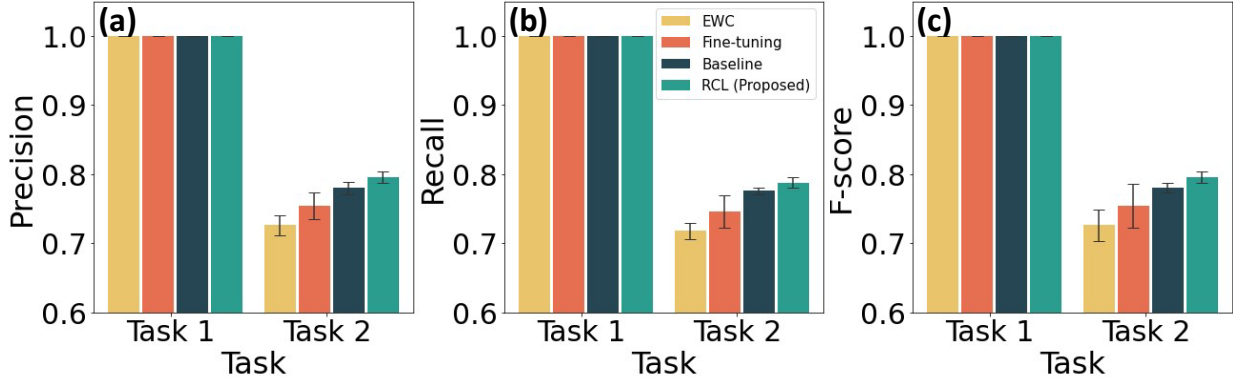 (a)
Precision
1.0
0.9
0.8
0.7
0.6
Task 1 Task 2
Task
(b)
EWC
Fine-tuning
Baseline
RCL (Proposed)
Recall
1.0
0.9
0.8
0.7
0.6
Task 1 Task 2
Task
(c)
F-score
1.0
0.9
0.8
0.7
0.6
Task 1 Task 2
Task